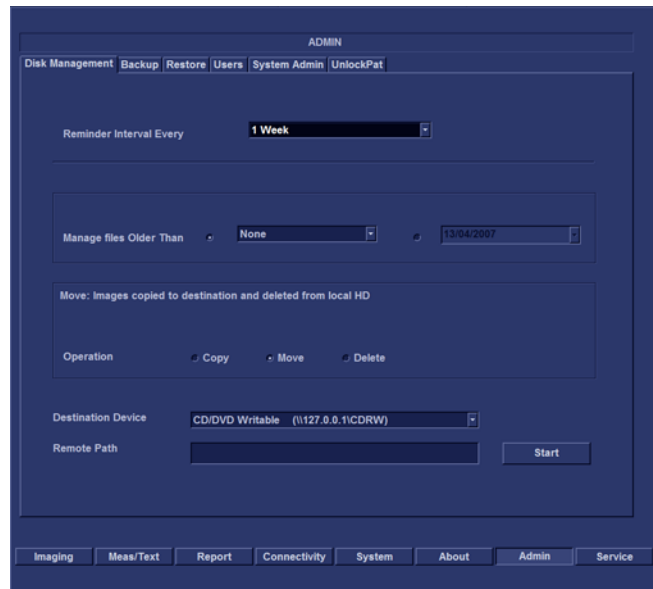 ADMIN
Disk Management Backup Restore Users System Admin UnlockPat
Reminder Interval Every 1 Week
Manage files Older Than None 13/04/2007
Move: Images copied to destination and deleted from local HD
Operation Copy Move Delete
Destination Device CD/DVD Writable (\\127.0.0.1\CDRW)
Remote Path Start
Imaging Meas/Text Report Connectivity System About Admin Service